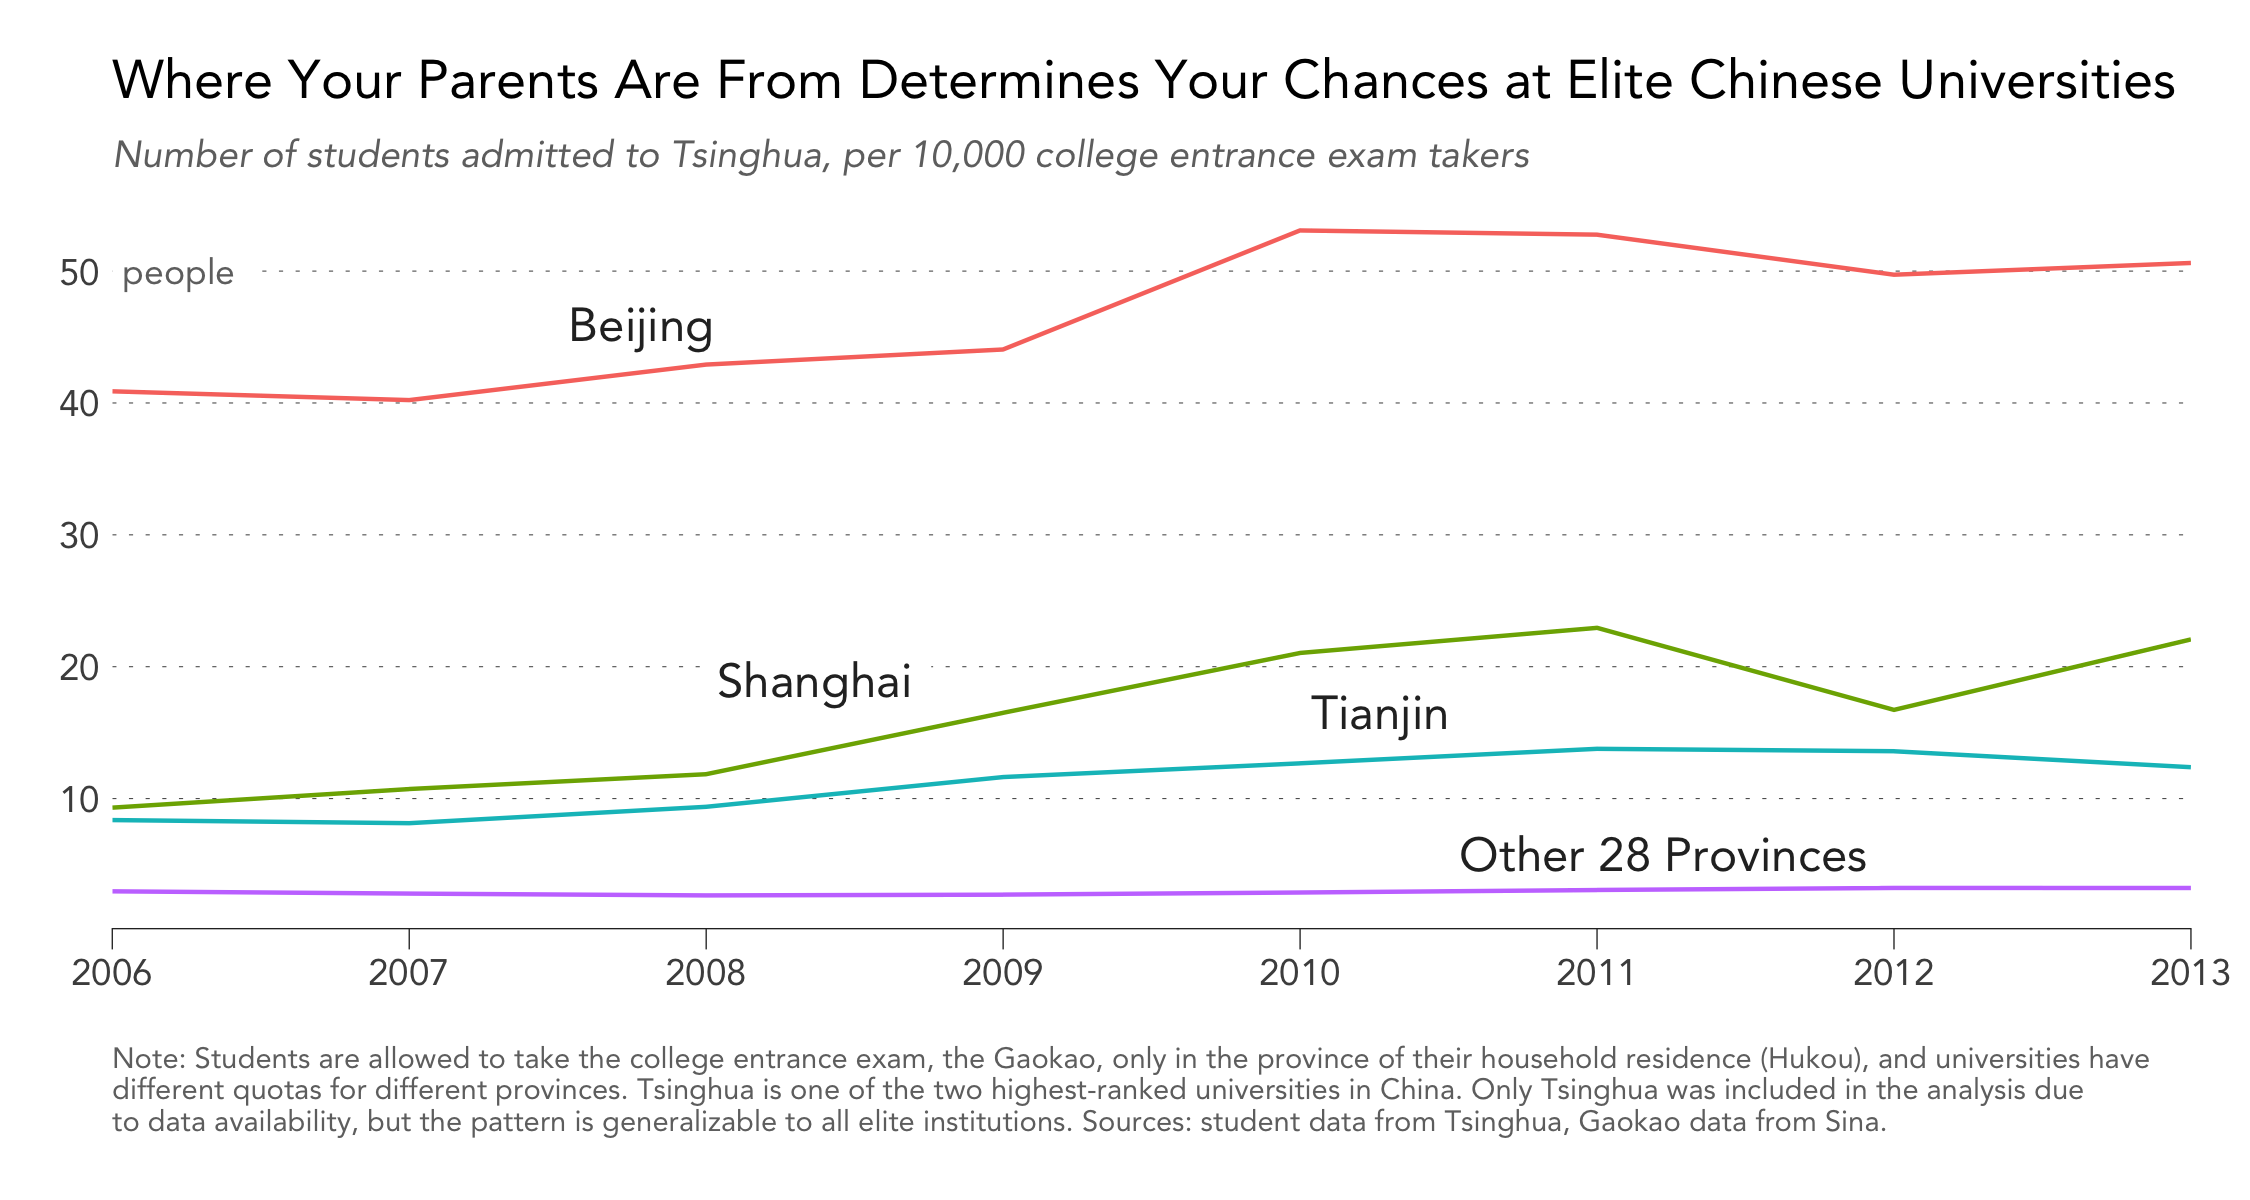 Where Your Parents Are From Determines Your Chances at Elite Chinese Universities
Number of students admitted to Tsinghua, per 10,000 college entrance exam takers
50 people
Beijing
40
30
20
Shanghai
Tianjin
10
Other 28 Provinces
2006 2007 2008 2009 2010 2011 2012 2013
Note: Students are allowed to take the college entrance exam, the Gaokao, only in the province of their household residence (Hukou), and universities have
different quotas for different provinces. Tsinghua is one of the two highest-ranked universities in China. Only Tsinghua was included in the analysis due
to data availability, but the pattern is generalizable to all elite institutions. Sources: student data from Tsinghua, Gaokao data from Sina.